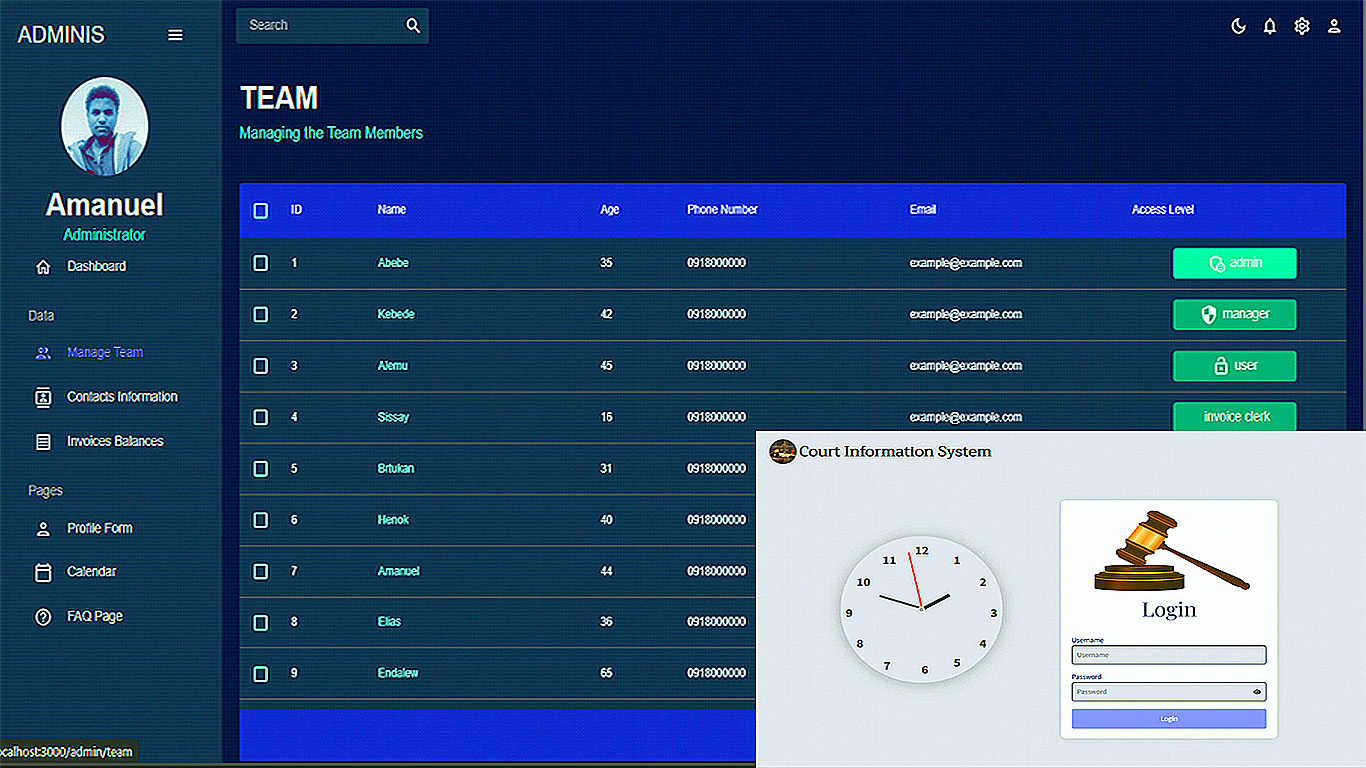 ADMINIS
Search
Amanuel
Administrator
Dashboard
Data
Manage Team
Contacts Information
Invoices Balances
Pages
Profile Form
Calendar
FAQ Page
ocalhost:3000/admin/team
TEAM
Managing the Team Members
ID Name Age Phone Number Email Access Level
1 Abebe 35 0918000000 example@example.com admin
2 Kebede 42 0918000000 example@example.com manager
3 Alemu 45 0918000000 example@example.com user
4 Sissay 16 0918000000 example@example.com invoice clerk
5 Brtukan 31 0918000000
6 Henok 40 0918000000
7 Amanuel 44 0918000000
8 Elias 36 0918000000
9 Endalew 65 0918000000
Court Information System
12
11 1
10 2
9 3
8 4
7 6 5
Login
Username
Username
Password
Password
Login